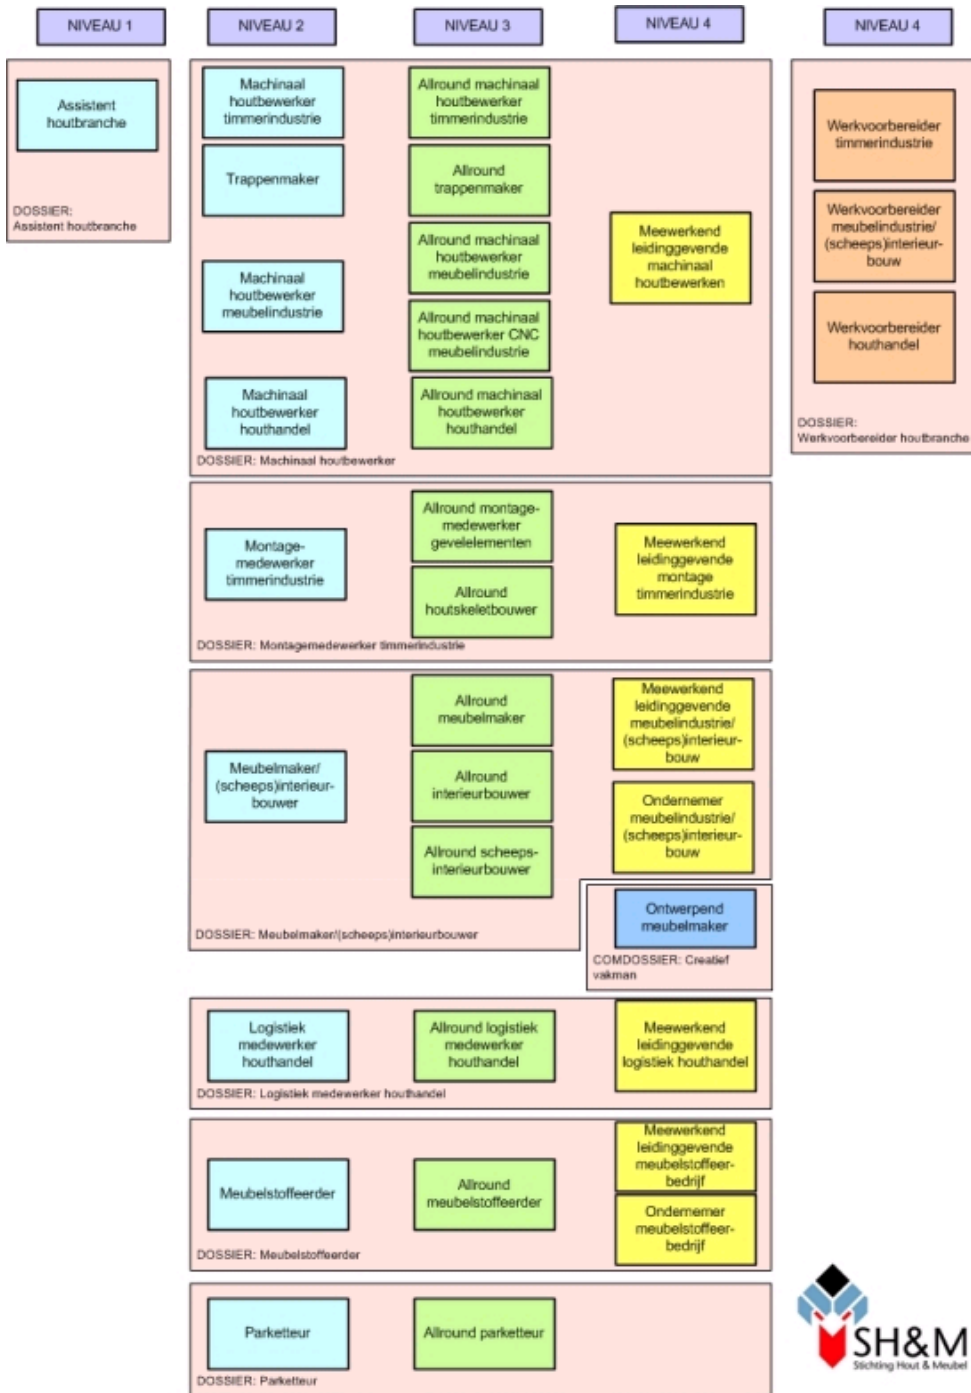 NIVEAU 1
NIVEAU 2
NIVEAU 3
NIVEAU 4
NIVEAU 4
Assistent
houtbranche
DOSSIER:
Assistent houtbranche
Machinaal
houtbewerker
timmerindustrie
Trappenmaker
Machinaal
houtbewerker
meubelindustrie
Machinaal
houtbewerker
houthandel
Allround machinaal
houtbewerker
timmerindustrie
Allround
trappenmaker
Allround machinaal
houtbewerker
meubelindustrie
Allround machinaal
houtbewerker CNC
meubelindustrie
Allround machinaal
houtbewerker
houthandel
Meewerkend
leidinggevende
machinaal
houtbewerken
DOSSIER: Machinaal houtbewerker
Werkvoorbereider
timmerindustrie
Werkvoorbereider
meubelindustrie/
(scheeps)interieur-
bouw
Werkvoorbereider
houthandel
DOSSIER:
Werkvoorbereider houtbranche
Montage-
medewerker
timmerindustrie
Allround montage-
medewerker
gevelelementen
Allround
houtskeletbouwer
Meewerkend
leidinggevende
montage
timmerindustrie
DOSSIER: Montagemedewerker timmerindustrie
Meubelmaker/
(scheeps)interieur-
bouwer
Allround
meubelmaker
Allround
interieurbouwer
Allround scheeps-
interieurbouwer
Meewerkend
leidinggevende
meubelindustrie/
(scheeps)interieur-
bouw
Ondernemer
meubelindustrie/
(scheeps)interieur-
bouw
DOSSIER: Meubelmaker/(scheeps)interieurbouwer
Ontwerpend
meubelmaker
COMDOSSIER: Creatief
vakman
Logistiek
medewerker
houthandel
Allround logistiek
medewerker
houthandel
Meewerkend
leidinggevende
logistiek houthandel
DOSSIER: Logistiek medewerker houthandel
Meubelstoffeerder
Allround
meubelstoffeerder
Meewerkend
leidinggevende
meubelstoffeer-
bedrijf
Ondernemer
meubelstoffeer-
bedrijf
DOSSIER: Meubelstoffeerder
Parketteur
Allround parketteur
DOSSIER: Parketteur
SH&M
Stichting Hout & Meubel